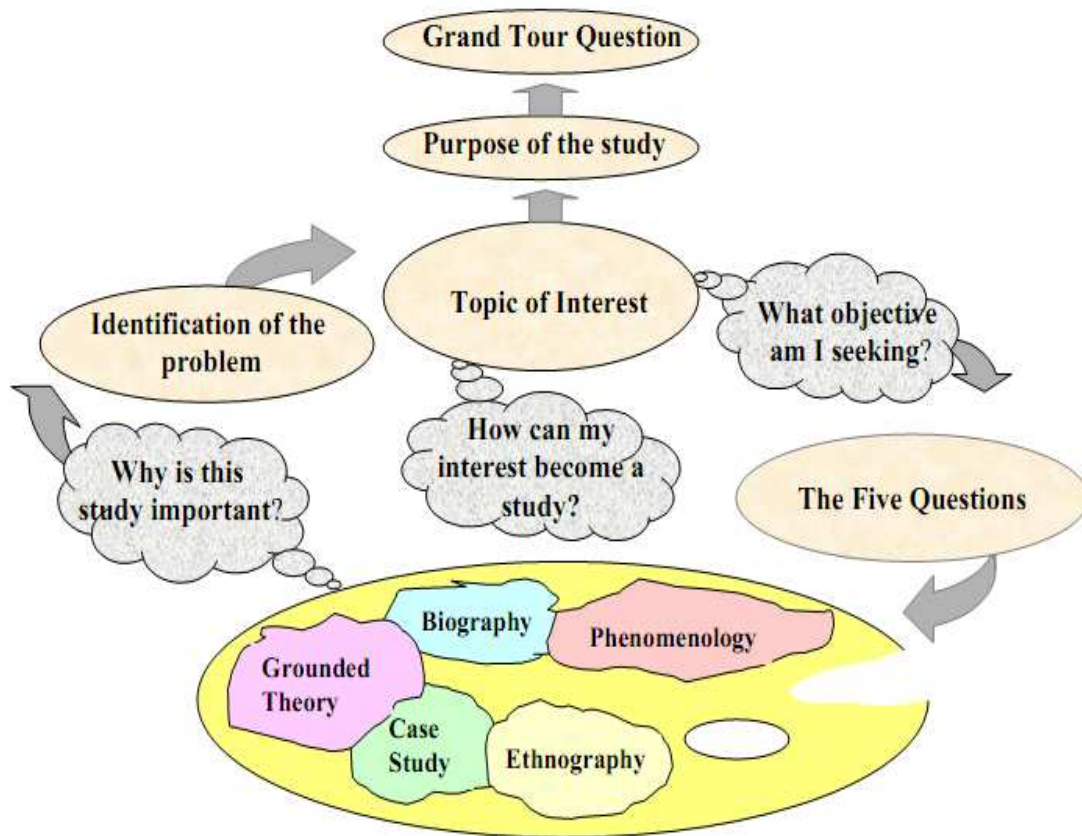 Grand Tour Question
Purpose of the study
Topic of Interest
Identification of the
problem
What objective
am I seeking?
How can my
interest become a
study?
Why is this
study important?
The Five Questions
Biography
Phenomenology
Grounded
Theory
Case
Study
Ethnography